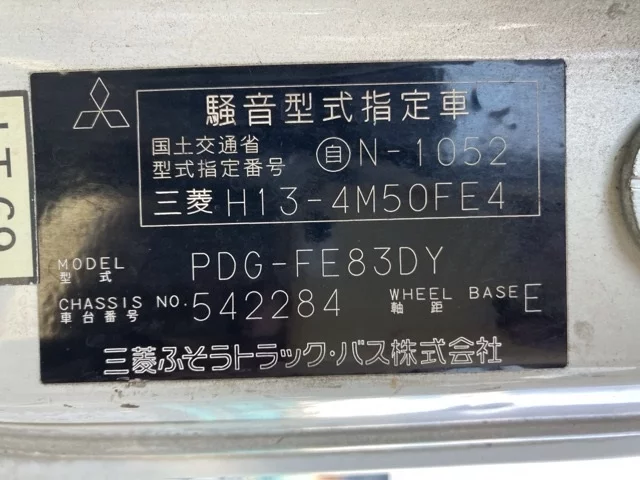 騒音型式指定車
国土交通省
型式指定番号 自N-1052
三菱 H13-4M50FE4
MODEL
型式 PDG-FE83DY
CHASSIS NO. 542284 WHEEL BASE E
車台番号 軸距
三菱ふそうトラック・バス株式会社